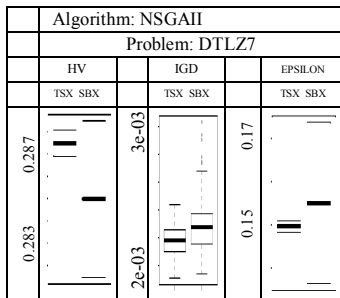 Algorithm: NSGAII
Problem: DTLZ7
HV IGD EPSILON
TSX SBX TSX SBX TSX SBX
0.287 3e-03 0.17
0.283 2e-03 0.15